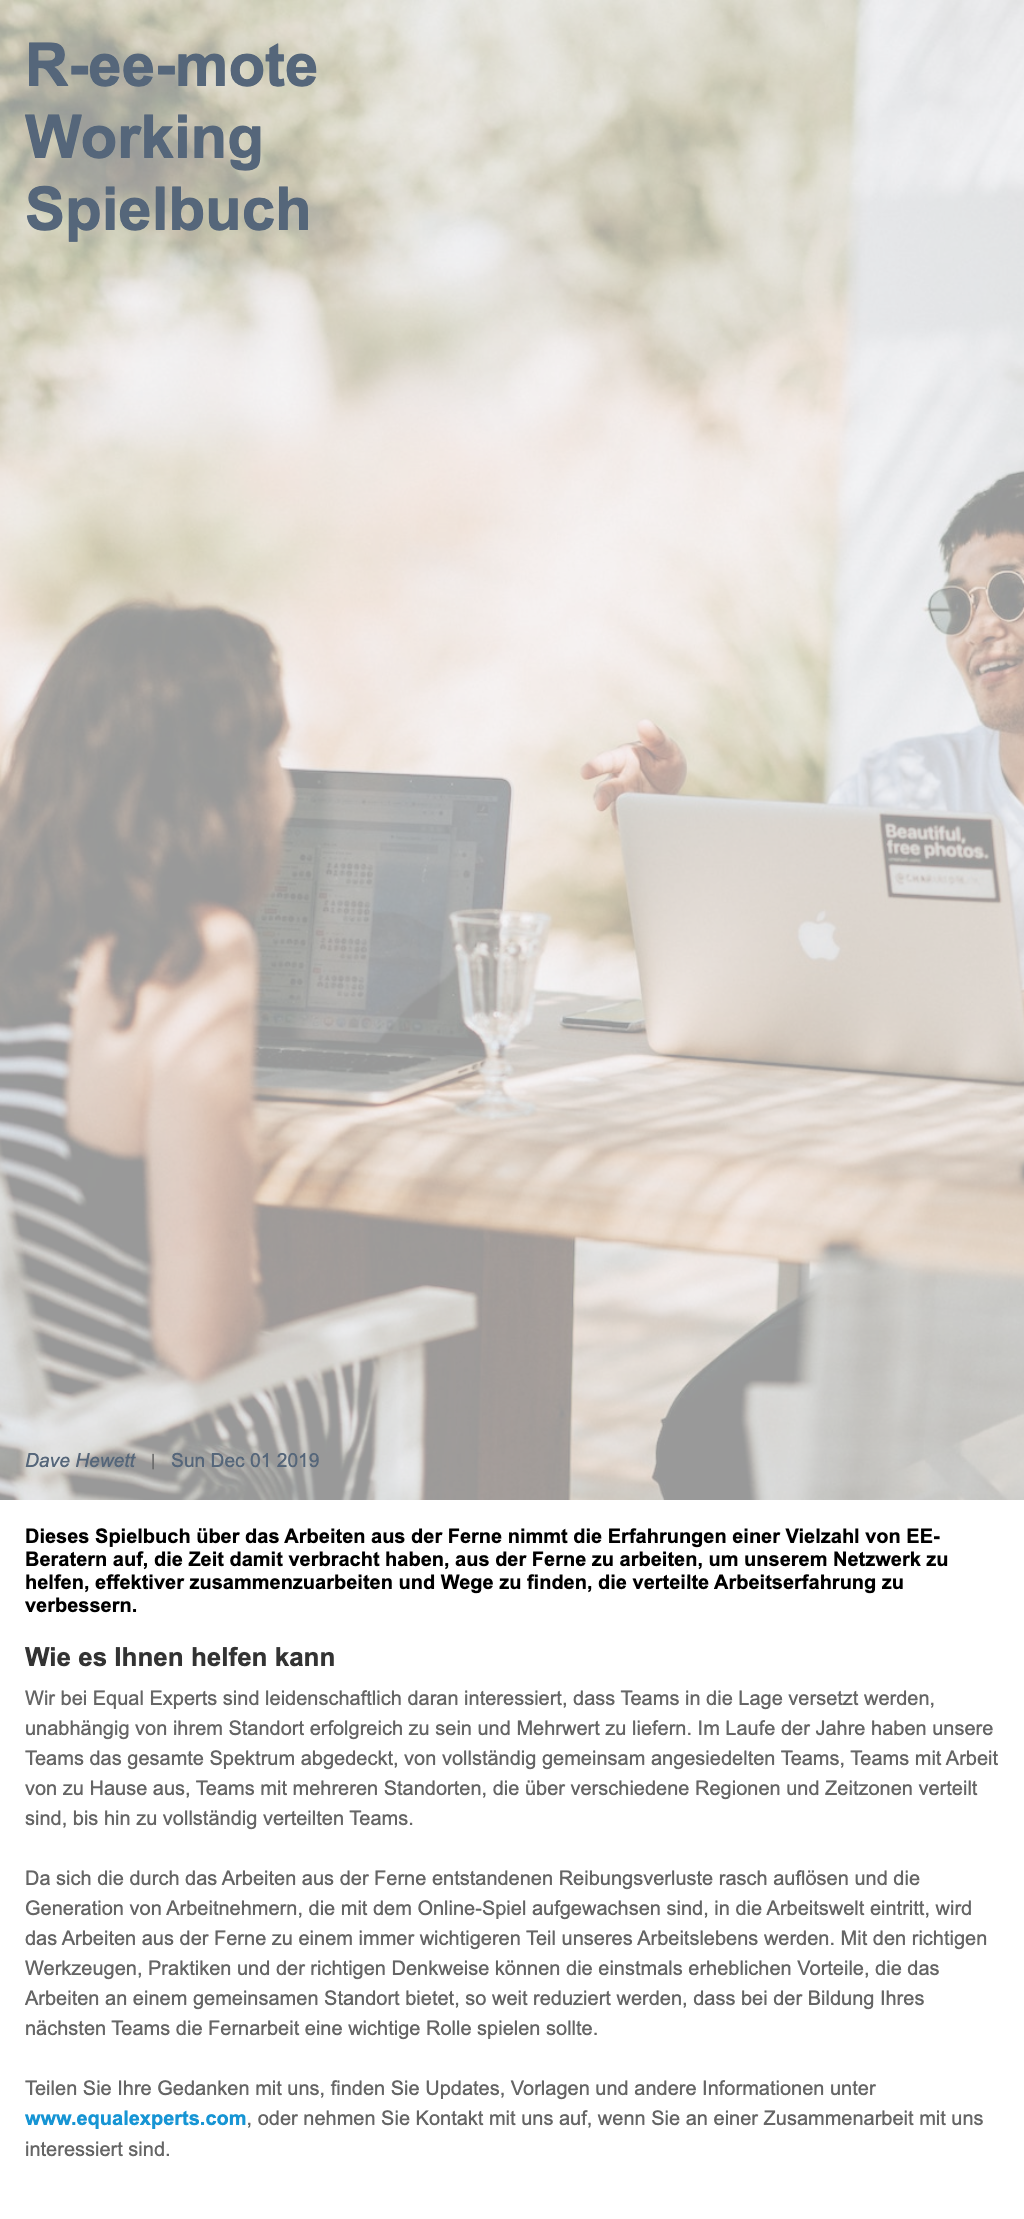 R-ee-mote
Working
Spielbuch
Beautiful,
free photos.
Dave Hewett | Sun Dec 01 2019
Dieses Spielbuch über das Arbeiten aus der Ferne nimmt die Erfahrungen einer Vielzahl von EE-
Beratern auf, die Zeit damit verbracht haben, aus der Ferne zu arbeiten, um unserem Netzwerk zu
helfen, effektiver zusammenzuarbeiten und Wege zu finden, die verteilte Arbeitserfahrung zu
verbessern.
Wie es Ihnen helfen kann
Wir bei Equal Experts sind leidenschaftlich daran interessiert, dass Teams in die Lage versetzt werden,
unabhängig von ihrem Standort erfolgreich zu sein und Mehrwert zu liefern. Im Laufe der Jahre haben unsere
Teams das gesamte Spektrum abgedeckt, von vollständig gemeinsam angesiedelten Teams, Teams mit Arbeit
von zu Hause aus, Teams mit mehreren Standorten, die über verschiedene Regionen und Zeitzonen verteilt
sind, bis hin zu vollständig verteilten Teams.
Da sich die durch das Arbeiten aus der Ferne entstandenen Reibungsverluste rasch auflösen und die
Generation von Arbeitnehmern, die mit dem Online-Spiel aufgewachsen sind, in die Arbeitswelt eintritt, wird
das Arbeiten aus der Ferne zu einem immer wichtigeren Teil unseres Arbeitslebens werden. Mit den richtigen
Werkzeugen, Praktiken und der richtigen Denkweise können die einstmals erheblichen Vorteile, die das
Arbeiten an einem gemeinsamen Standort bietet, so weit reduziert werden, dass bei der Bildung Ihres
nächsten Teams die Fernarbeit eine wichtige Rolle spielen sollte.
Teilen Sie Ihre Gedanken mit uns, finden Sie Updates, Vorlagen und andere Informationen unter
www.equalexperts.com, oder nehmen Sie Kontakt mit uns auf, wenn Sie an einer Zusammenarbeit mit uns
interessiert sind.